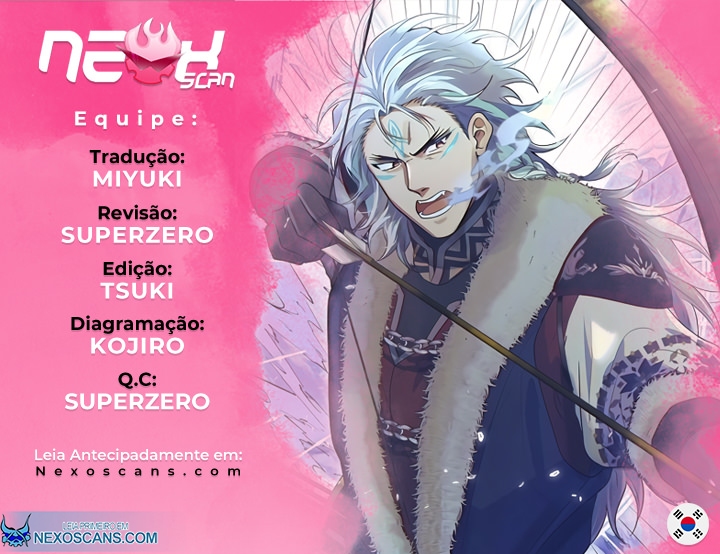 NEOX
SCAN
Equipe:
Tradução:
MIYUKI
Revisão:
SUPERZERO
Edição:
TSUKI
Diagramação:
KOJIRO
Q.C:
SUPERZERO
Leia Antecipadamente em:
Nexoscans.com
LEIA PRIMEIRO EM
NEXOSCANS.COM